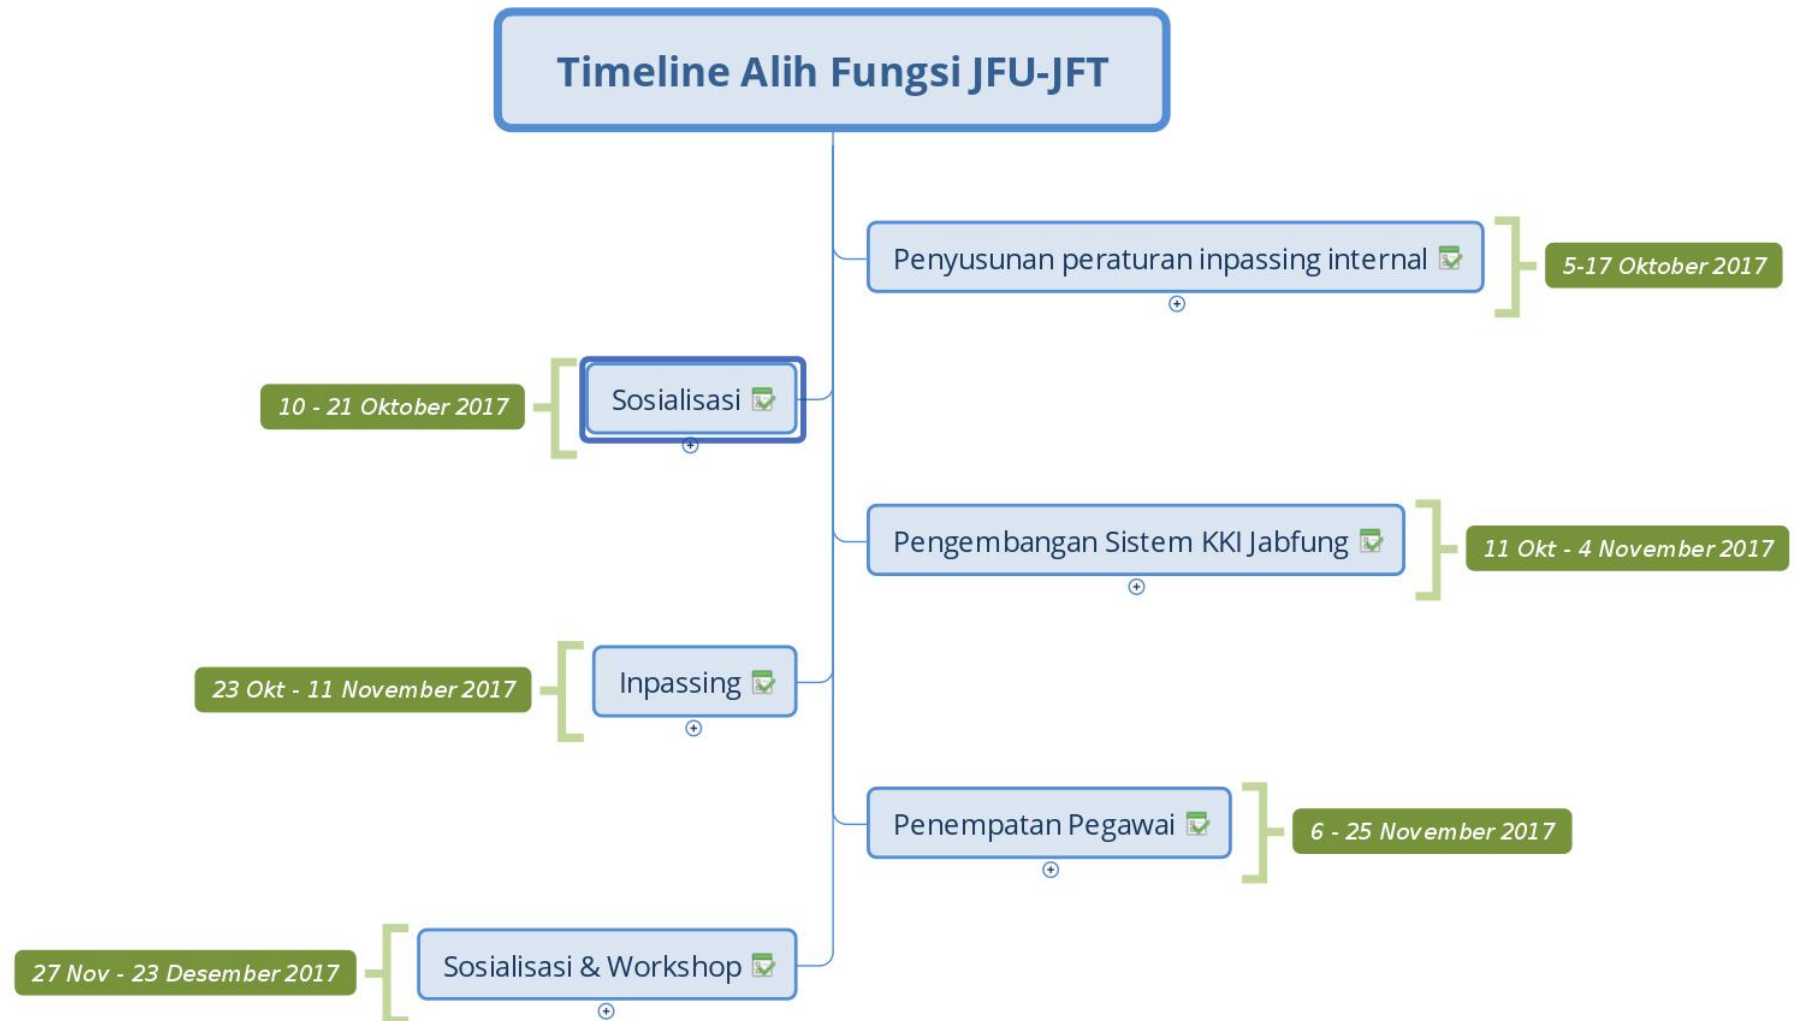 Timeline Alih Fungsi JFU-JFT
Penyusunan peraturan inpassing internal
5-17 Oktober 2017
Sosialisasi
10 - 21 Oktober 2017
Pengembangan Sistem KKI Jabfung
11 Okt - 4 November 2017
Inpassing
23 Okt - 11 November 2017
Penempatan Pegawai
6 - 25 November 2017
Sosialisasi & Workshop
27 Nov - 23 Desember 2017